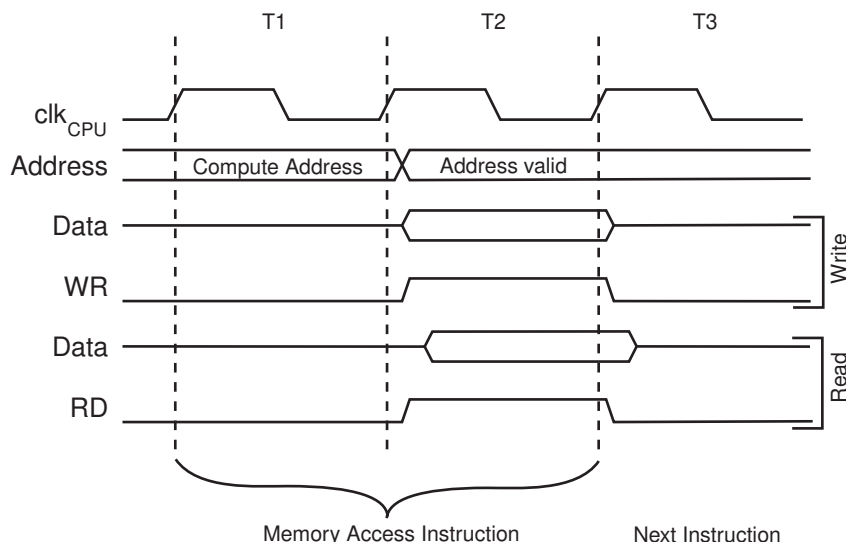 T1 T2 T3
clkCPU
Address Compute Address Address valid
Data
WR
Write
Data
RD
Read
Memory Access Instruction Next Instruction